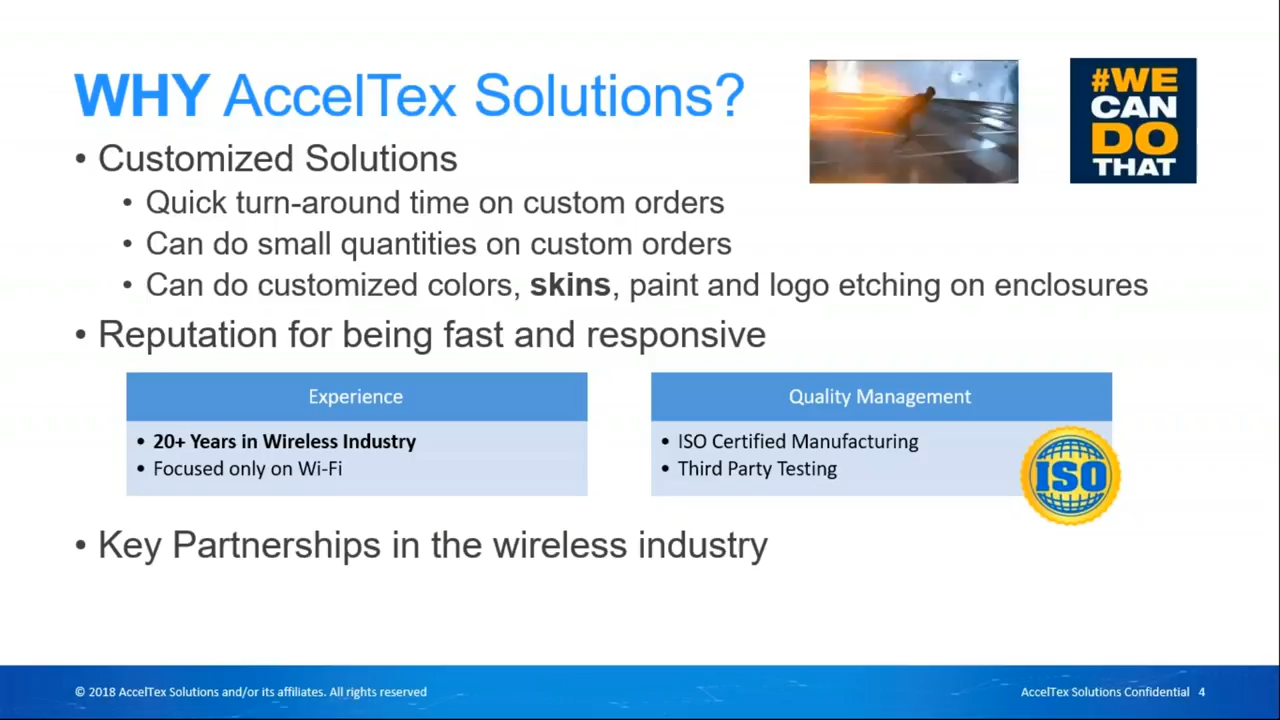 WHY AccelTex Solutions?
#WE
CAN
DO
THAT
• Customized Solutions
• Quick turn-around time on custom orders
• Can do small quantities on custom orders
• Can do customized colors, skins, paint and logo etching on enclosures
• Reputation for being fast and responsive
Experience
• 20+ Years in Wireless Industry
• Focused only on Wi-Fi
Quality Management
• ISO Certified Manufacturing
• Third Party Testing
ISO
• Key Partnerships in the wireless industry
© 2018 AccelTex Solutions and/or its affiliates. All rights reserved
AccelTex Solutions Confidential 4